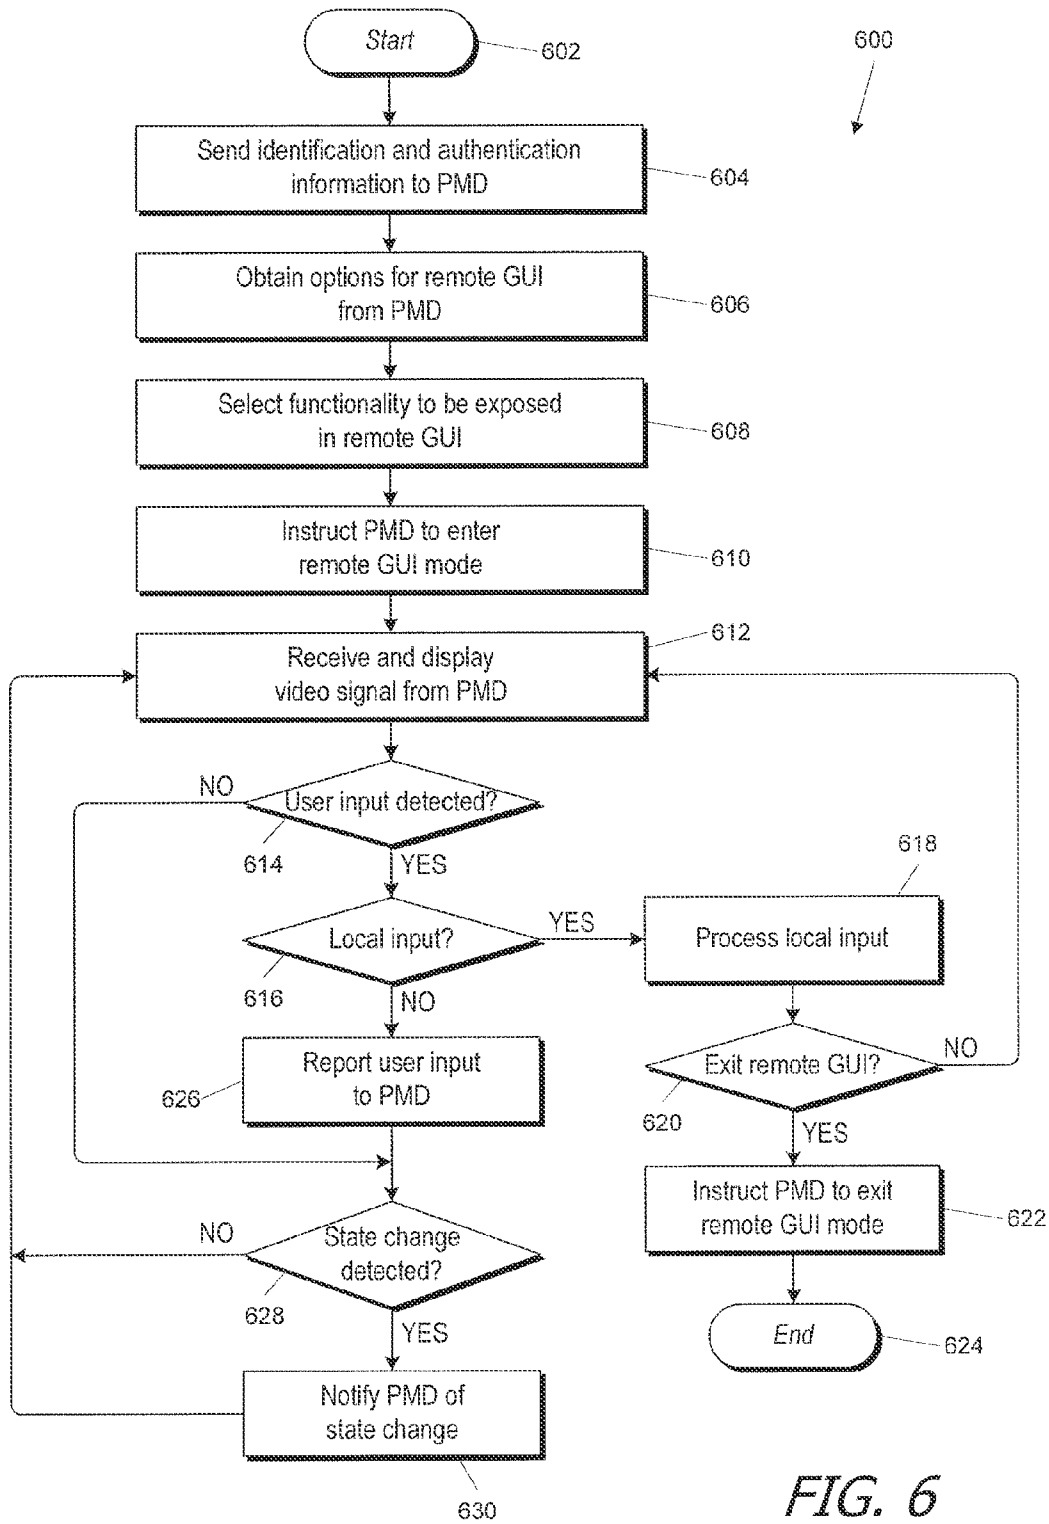 Start
602
600
Send identification and authentication
information to PMD
604
Obtain options for remote GUI
from PMD
606
Select functionality to be exposed
in remote GUI
608
Instruct PMD to enter
remote GUI mode
610
612
Receive and display
video signal from PMD
NO
User input detected?
614
YES
618
Local input?
YES
Process local input
616
NO
Report user input
to PMD
626
Exit remote GUI?
NO
620
YES
Instruct PMD to exit
remote GUI mode
622
NO
State change
detected?
628
YES
End
624
Notify PMD of
state change
630
FIG. 6